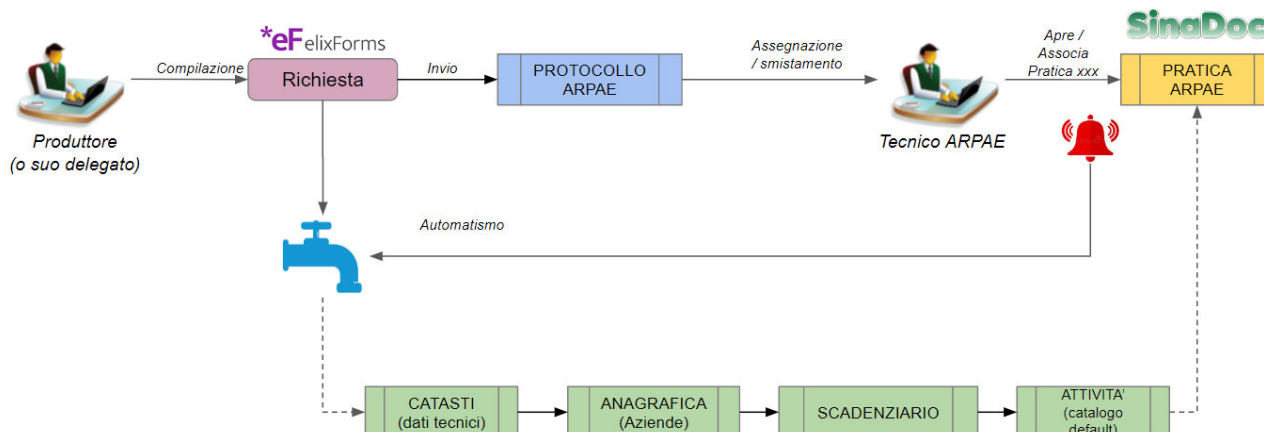 SinaDoc
*eFelixForms
Compilazione
Richiesta
Invio
PROTOCOLLO
ARPAE
Assegnazione
/ smistamento
Apre /
Associa
Pratica xxx
PRATICA
ARPAE
Produttore
(o suo delegato)
Tecnico ARPAE
Automatismo
CATASTI
(dati tecnici)
ANAGRAFICA
(Aziende)
SCADENZIARIO
ATTIVITA'
(catalogo
default)